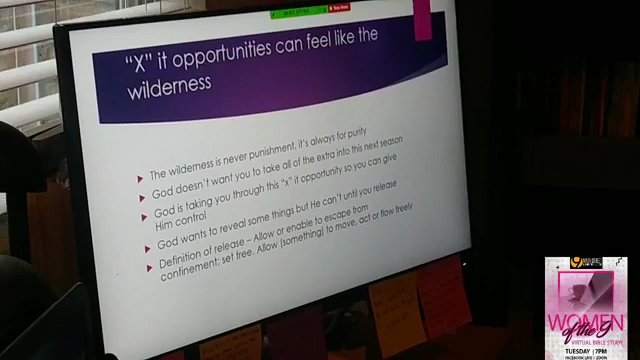 "X" it opportunities can feel like the
wilderness
The wilderness is never punishment, it's always for purity
God doesn't want you to take all of the extra into this next season
God is taking you through this "x" it opportunity so you can give
Him control
God wants to reveal some things but He can't until you release
Definition of release – Allow or enable to escape from
confinement; set free. Allow (something) to move, act or flow freely
WOMEN
of the 9
VIRTUAL BIBLE STUDY
TUESDAY | 7PM
FACEBOOK LIVE / ZOOM